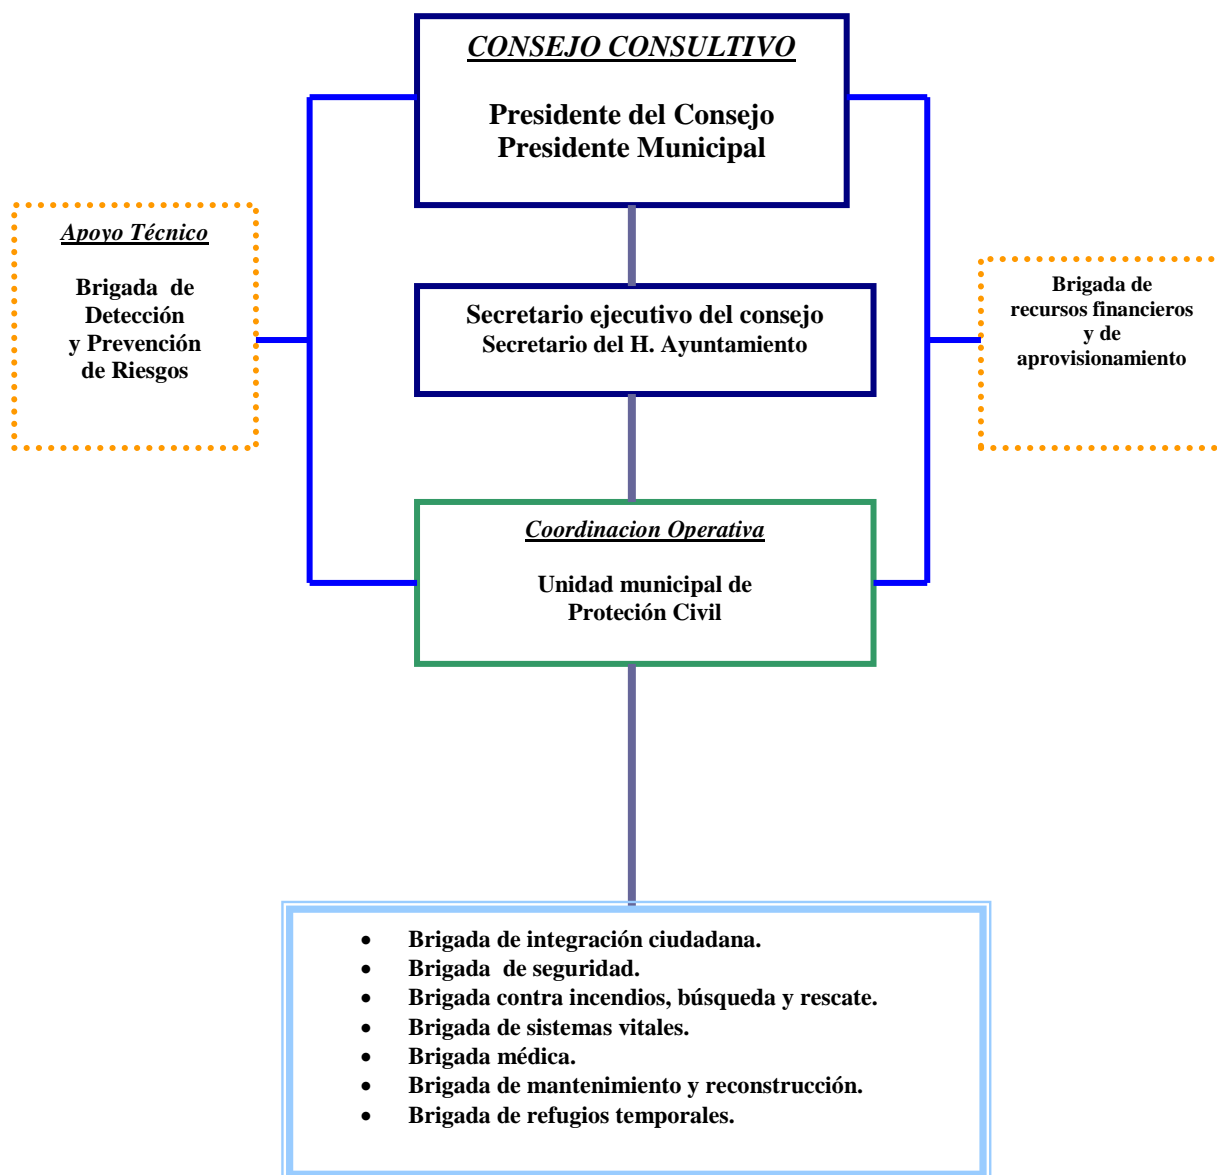 CONSEJO CONSULTIVO
Presidente del Consejo
Presidente Municipal
Apoyo Técnico
Brigada de
Detección
y Prevención
de Riesgos
Secretario ejecutivo del consejo
Secretario del H. Ayuntamiento
Brigada de
recursos financieros
y de
aprovisionamiento
Coordinacion Operativa
Unidad municipal de
Proteción Civil
• Brigada de integración ciudadana.
• Brigada de seguridad.
• Brigada contra incendios, búsqueda y rescate.
• Brigada de sistemas vitales.
• Brigada médica.
• Brigada de mantenimiento y reconstrucción.
• Brigada de refugios temporales.